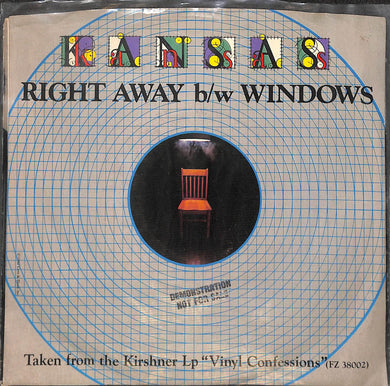 KANSAS
RIGHT AWAY b/w WINDOWS
DEMONSTRATION
NOT FOR SALE
Taken from the Kirshner Lp "Vinyl Confessions" (FZ 38002)